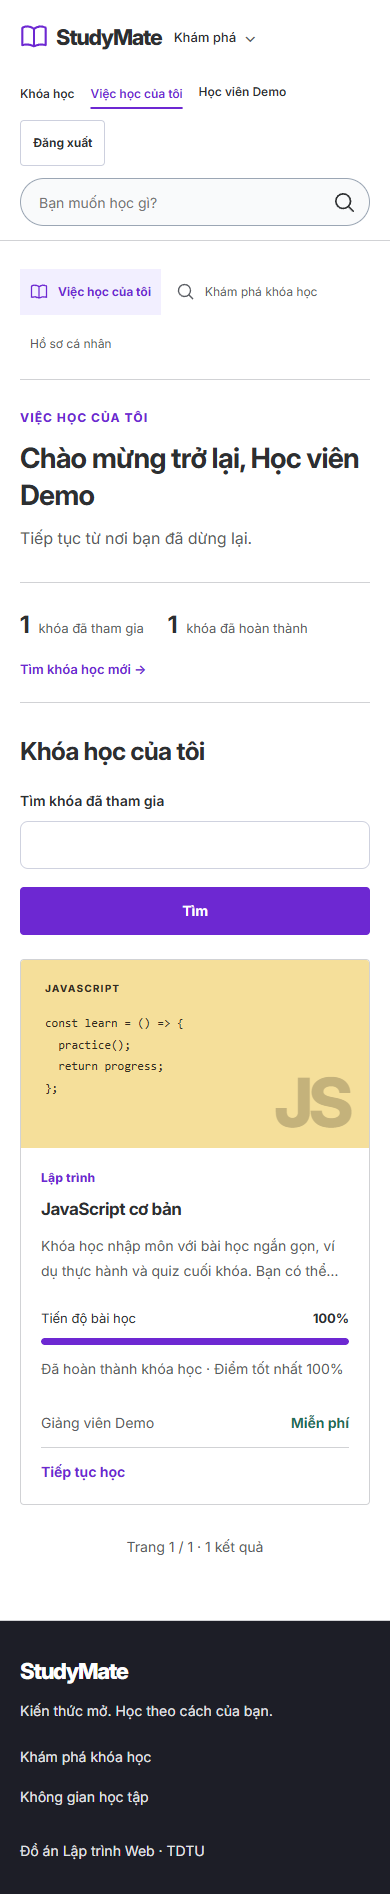 StudyMate
Khám phá
Khóa học
Việc học của tôi
Học viên Demo
Đăng xuất
Bạn muốn học gì?
Việc học của tôi
Khám phá khóa học
Hồ sơ cá nhân
VIỆC HỌC CỦA TÔI
Chào mừng trở lại, Học viên
Demo
Tiếp tục từ nơi bạn đã dừng lại.
1 khóa đã tham gia
1 khóa đã hoàn thành
Tìm khóa học mới →
Khóa học của tôi
Tìm khóa đã tham gia
Tìm
JAVASCRIPT
const learn = () => {
practice();
return progress;
};
JS
Lập trình
JavaScript cơ bản
Khóa học nhập môn với bài học ngắn gọn, ví
dụ thực hành và quiz cuối khóa. Bạn có thể...
Tiến độ bài học 100%
Đã hoàn thành khóa học · Điểm tốt nhất 100%
Giảng viên Demo Miễn phí
Tiếp tục học
Trang 1 / 1 · 1 kết quả
StudyMate
Kiến thức mở. Học theo cách của bạn.
Khám phá khóa học
Không gian học tập
Đồ án Lập trình Web · TDTU